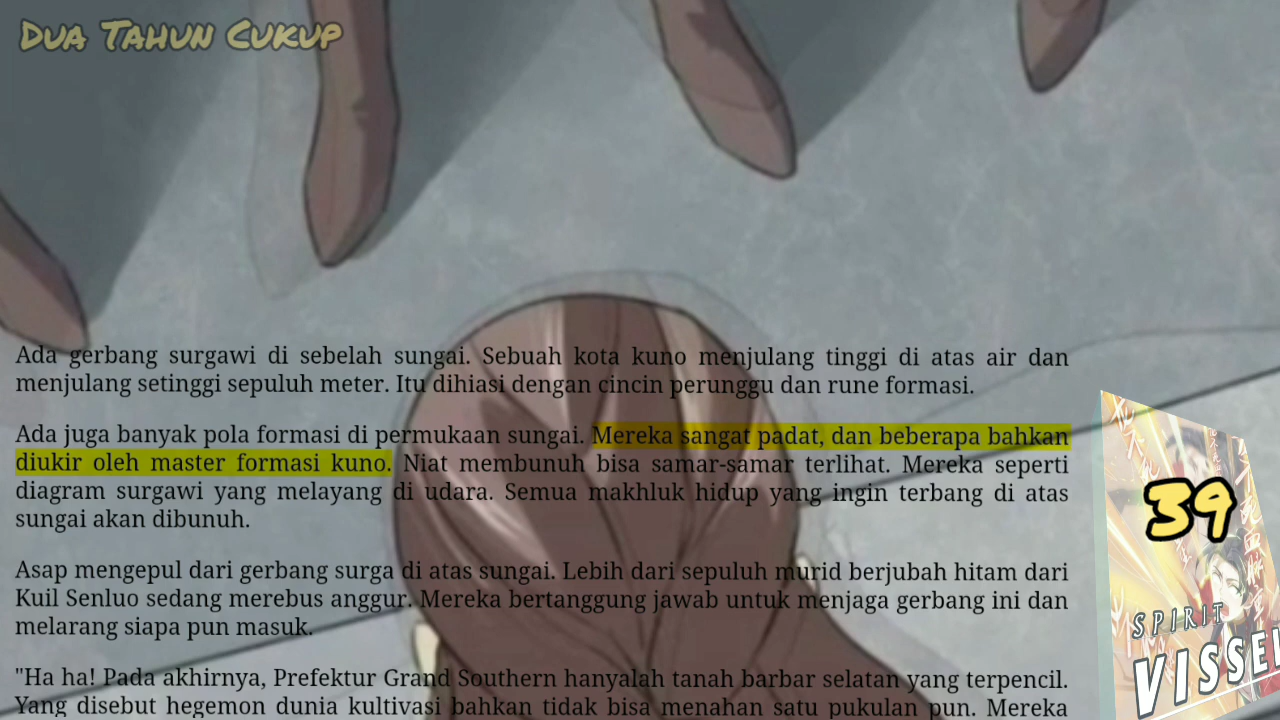 Dua Tahun Cukup
Ada gerbang surgawi di sebelah sungai. Sebuah kota kuno menjulang tinggi di atas air dan
menjulang setinggi sepuluh meter. Itu dihiasi dengan cincin perunggu dan rune formasi.
Ada juga banyak pola formasi di permukaan sungai. Mereka sangat padat, dan beberapa bahkan
diukir oleh master formasi kuno. Niat membunuh bisa samar-samar terlihat. Mereka seperti
diagram surgawi yang melayang di udara. Semua makhluk hidup yang ingin terbang di atas
sungai akan dibunuh.
Asap mengepul dari gerbang surga di atas sungai. Lebih dari sepuluh murid berjubah hitam dari
Kuil Senluo sedang merebus anggur. Mereka bertanggung jawab untuk menjaga gerbang ini dan
melarang siapa pun masuk.
"Ha ha! Pada akhirnya, Prefektur Grand Southern hanyalah tanah barbar selatan yang terpencil.
Yang disebut hegemon dunia kultivasi bahkan tidak bisa menahan satu pukulan pun. Mereka
39
SPIRIT
VISSEL